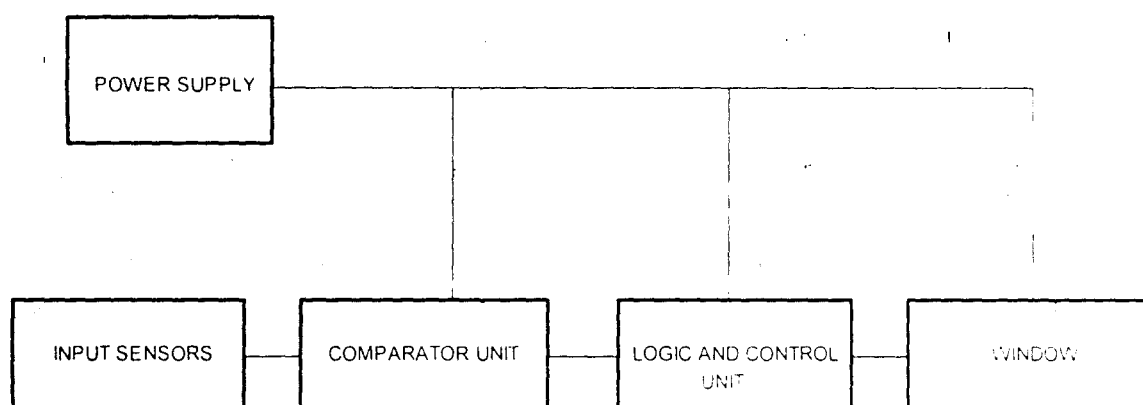 POWER SUPPLY
INPUT SENSORS
COMPARATOR UNIT
LOGIC AND CONTROL
UNIT
WINDOW